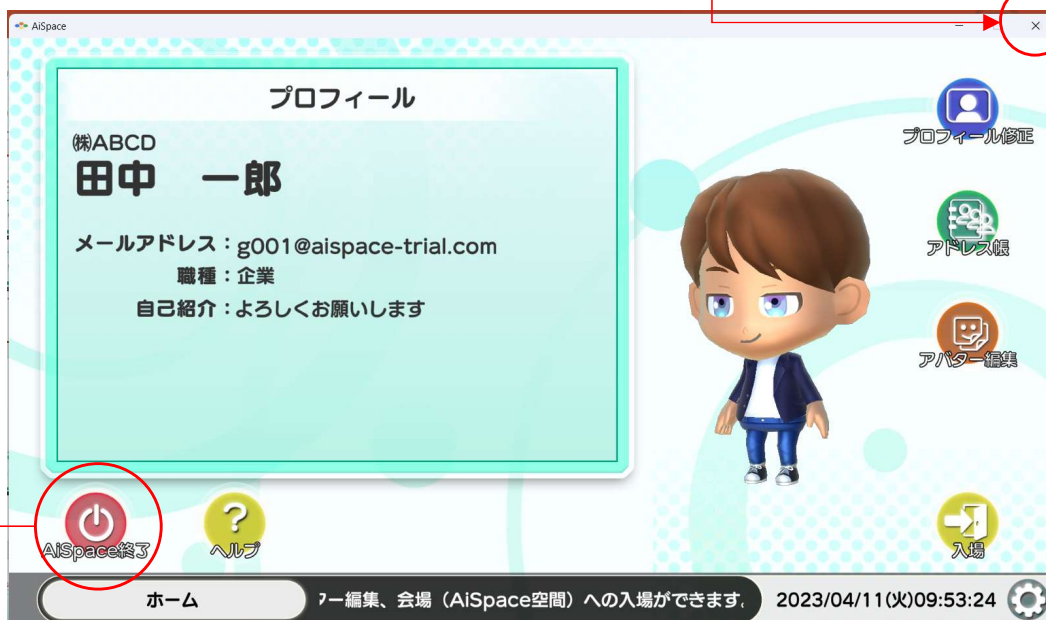 AiSpace
プロフィール
㈱ABCD
田中　一郎
メールアドレス：g001@aispace-trial.com
職種：企業
自己紹介：よろしくお願いします
プロフィール修正
アドレス帳
アバター編集
AiSpace終了
ヘルプ
入場
ホーム
ター編集、会場（AiSpace空間）への入場ができます。
2023/04/11(火)09:53:24